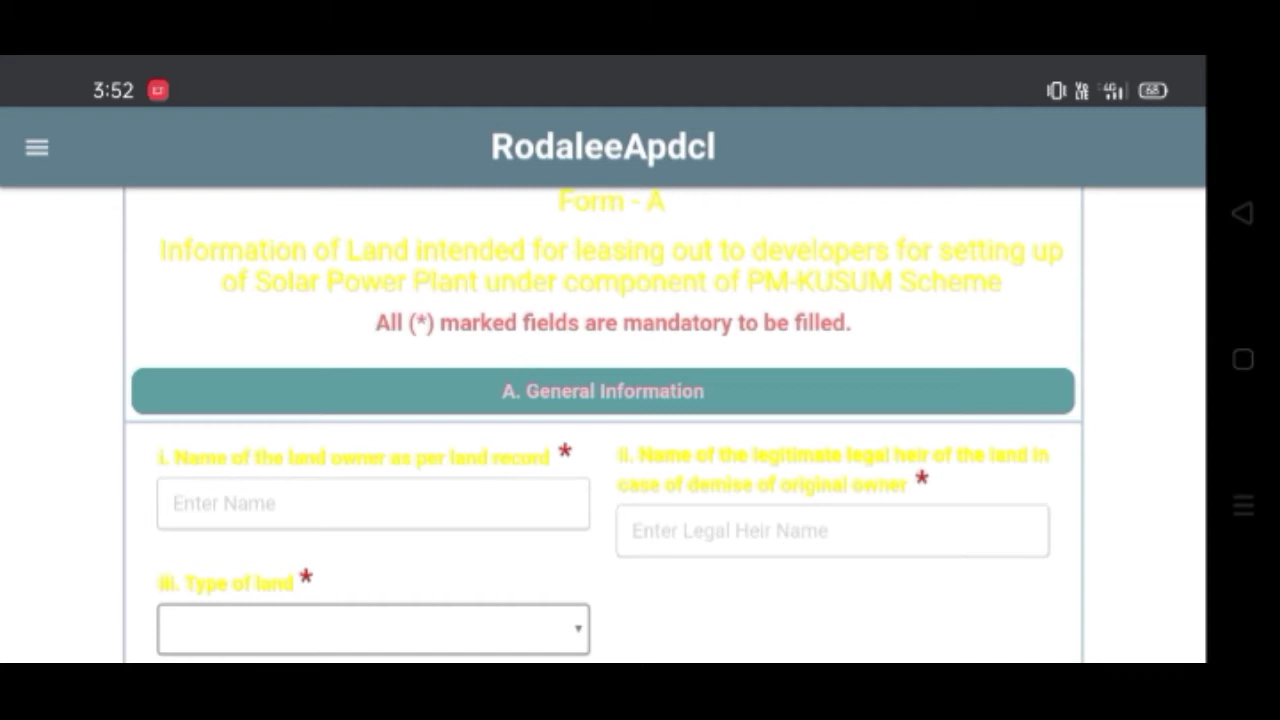 3:52
68
RodaleeApdcl
Form - A
Information of Land intended for leasing out to developers for setting up
of Solar Power Plant under component of PM-KUSUM Scheme
All (*) marked fields are mandatory to be filled.
A. General Information
i. Name of the land owner as per land record *
Enter Name
ii. Name of the legitimate legal heir of the land in
case of demise of original owner *
Enter Legal Heir Name
iii. Type of land *